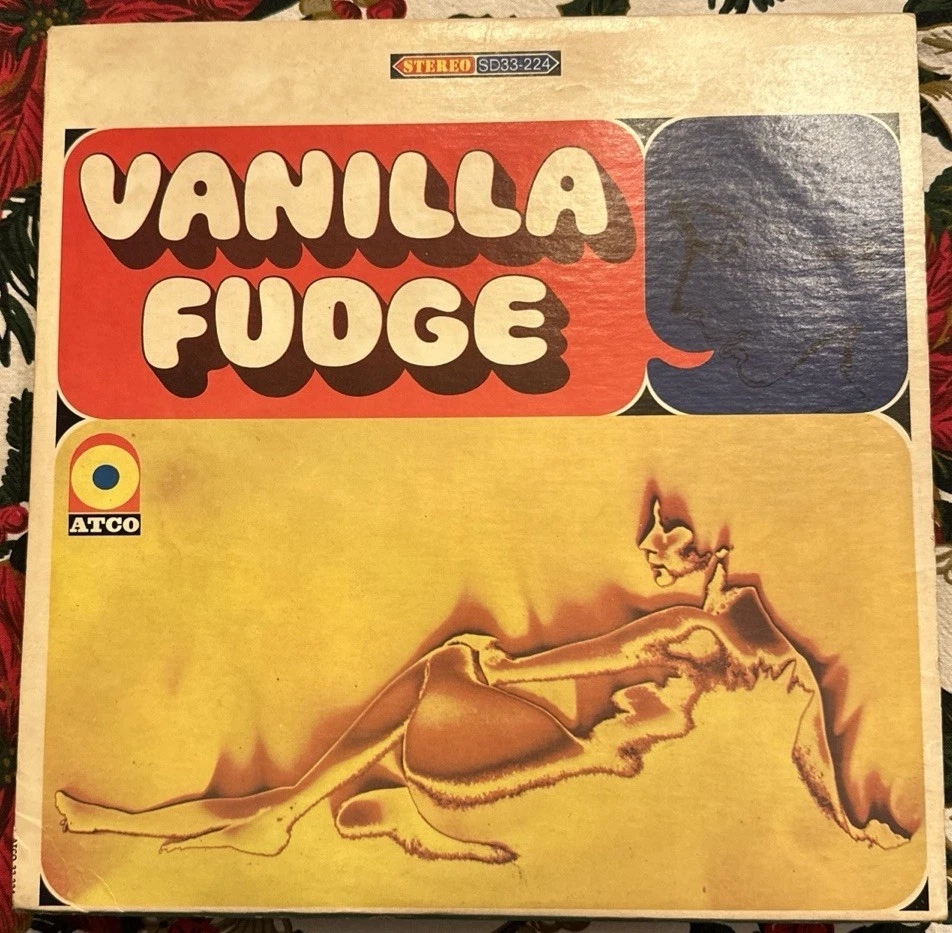 STEREO SD33-224
VANILLA
FUDGE
ATCO